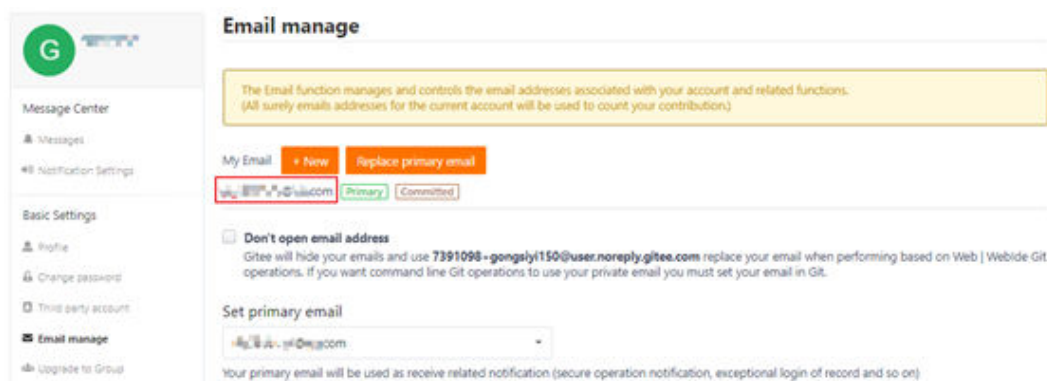 Email manage
G
The Email function manages and controls the email addresses associated with your account and related functions.
(All surely emails addresses for the current account will be used to count your contribution.)
Message Center
Messages
Notification Settings
My Email + New Replace primary email
com Primary Committed
Basic Settings
Profile
Change password
Third party account
Email manage
Upgrade to Group
Don't open email address
Gitee will hide your emails and use 7391098+gongsiyi150@user.noreply.gitee.com replace your email when performing based on Web | WebIde Git
operations. If you want command line Git operations to use your private email you must set your email in Git.
Set primary email
com
Your primary email will be used as receive related notification (secure operation notification, exceptional login of record and so on)